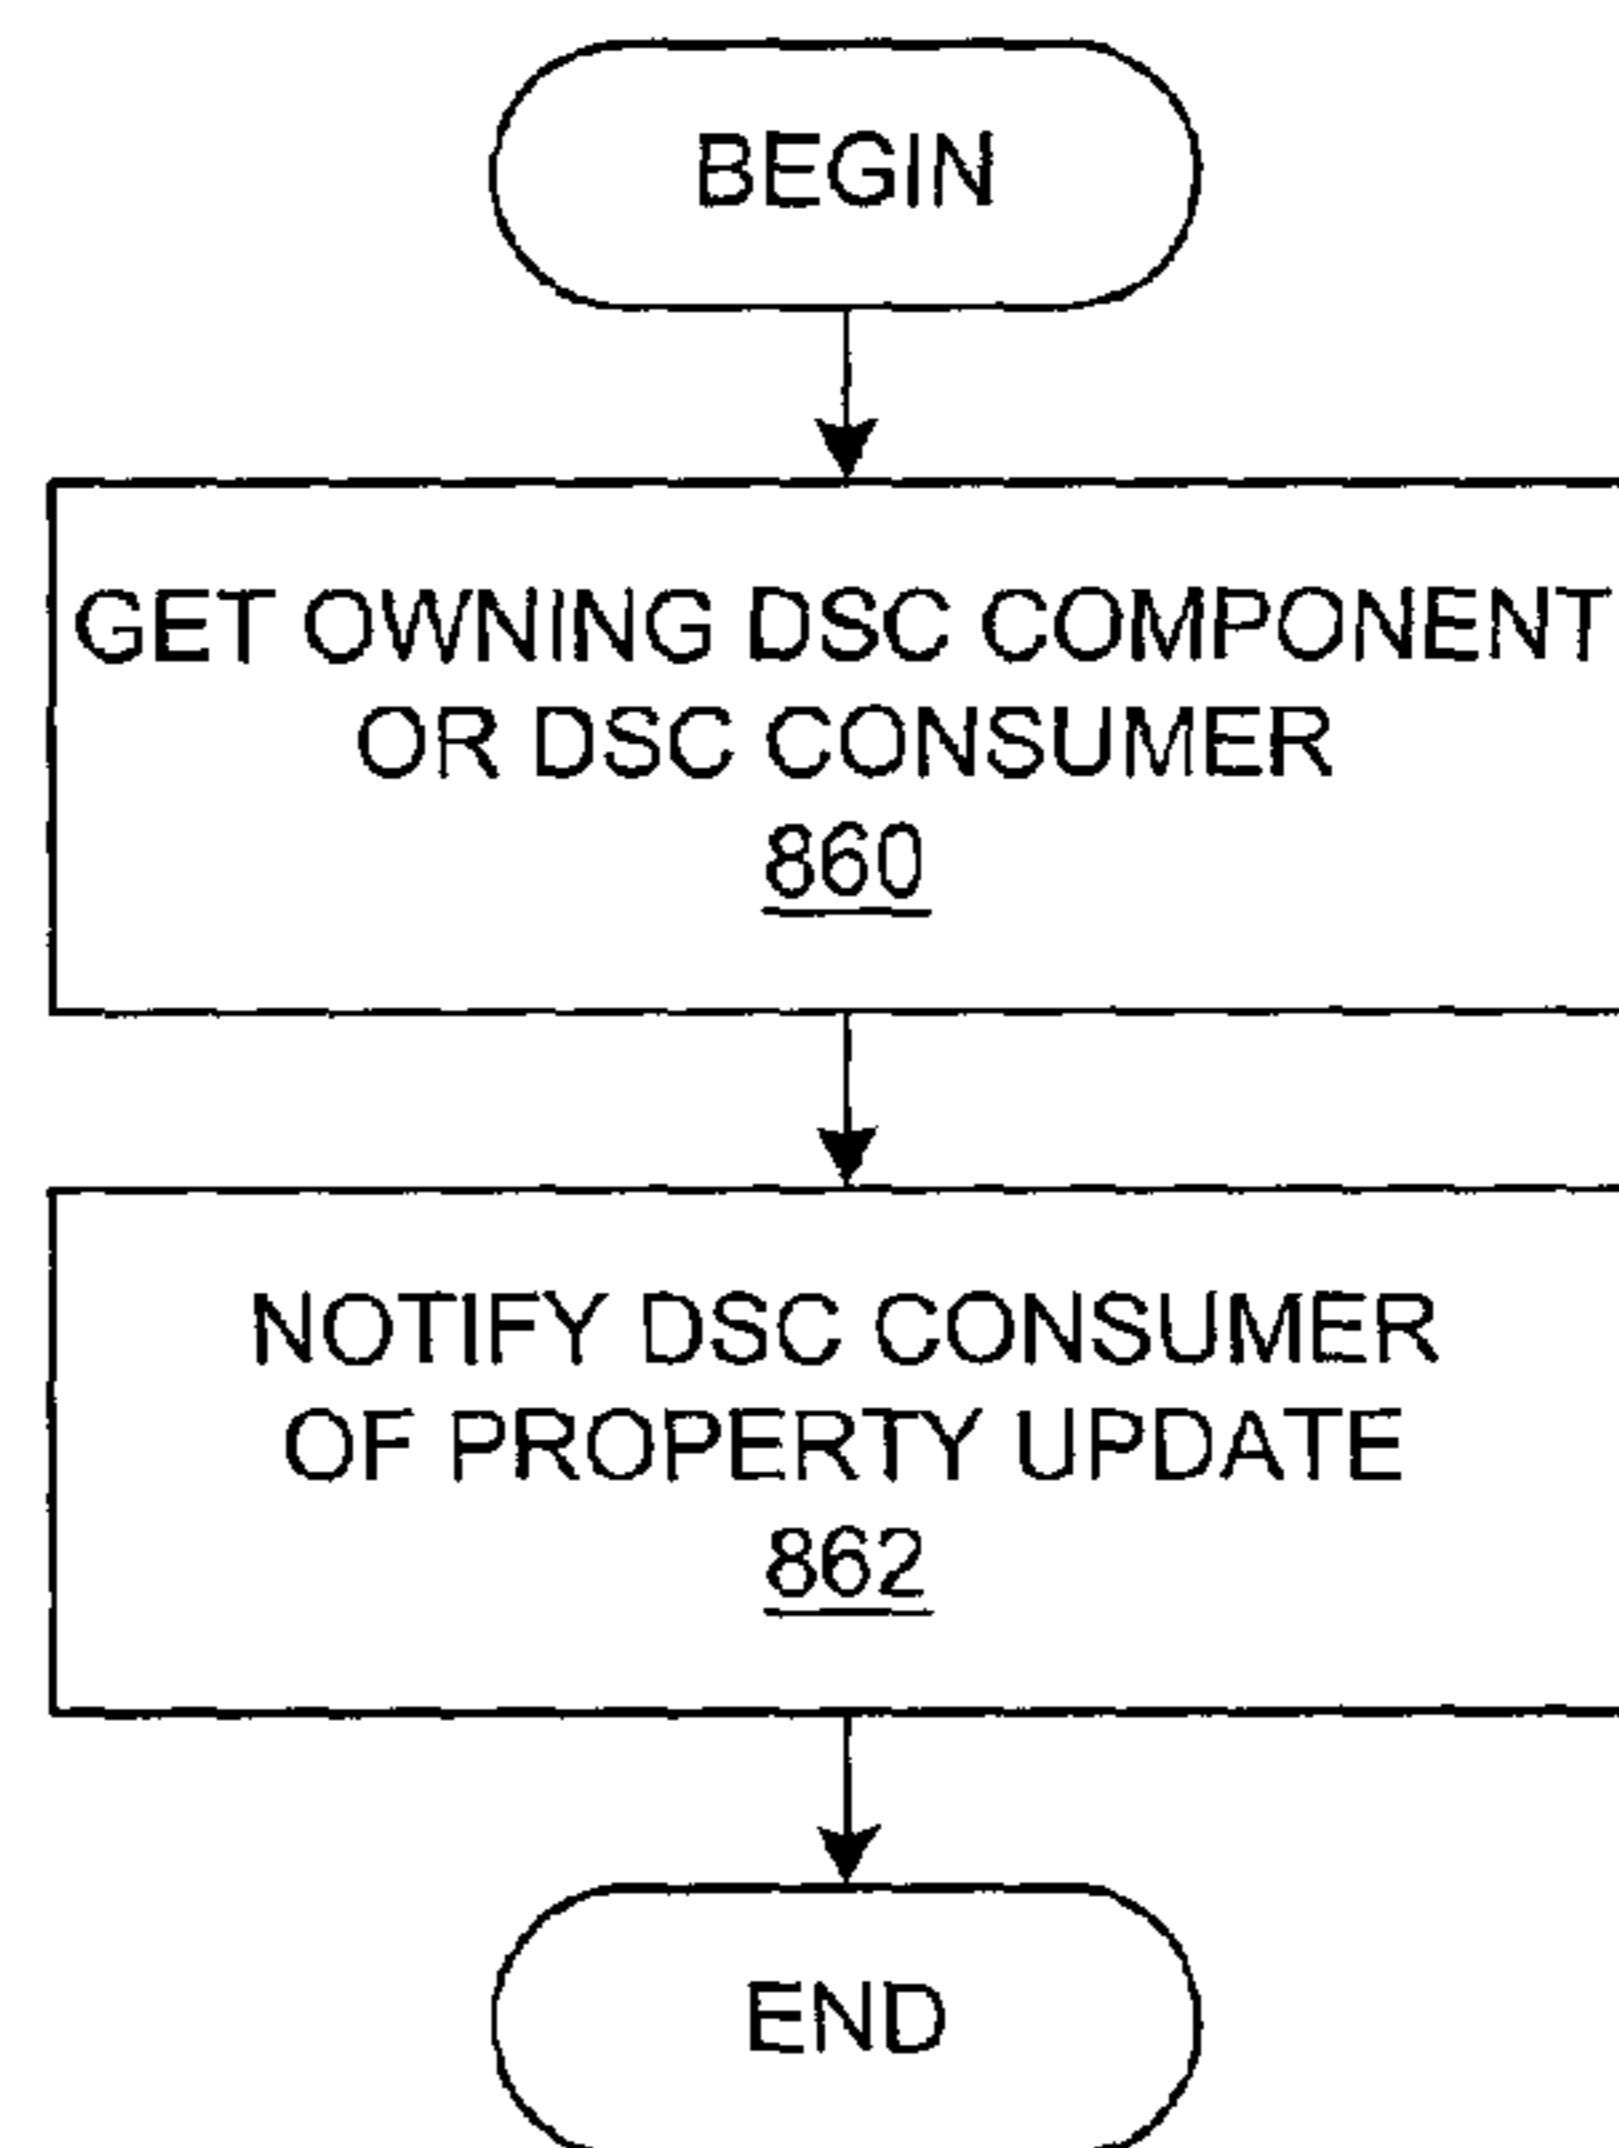 BEGIN
GET OWNING DSC COMPONENT
OR DSC CONSUMER
860
NOTIFY DSC CONSUMER
OF PROPERTY UPDATE
862
END